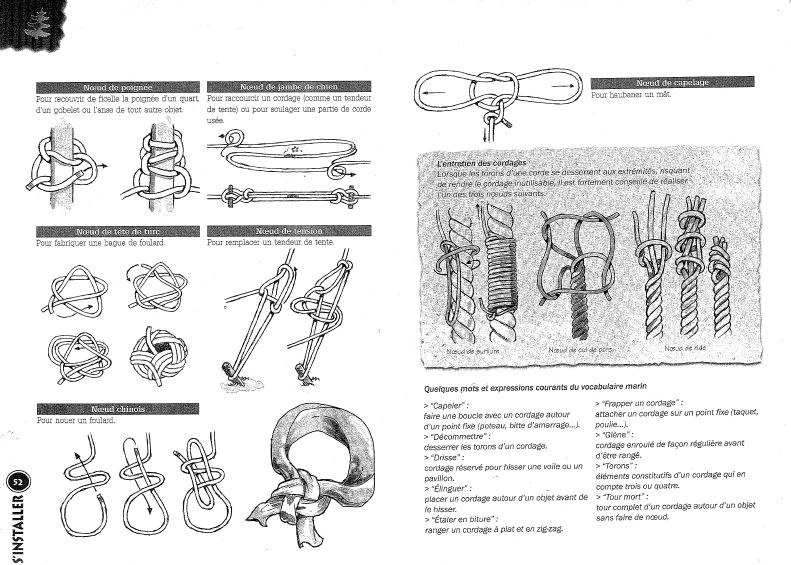 Nœud de poignée
Pour recouvrir de ficelle la poignée d'un quart,
d'un gobelet ou l'anse de tout autre objet.
Nœud de jambe de chien
Pour raccourcir un cordage (comme un tendeur
de tente) ou pour soulager une partie de corde
usée.
Nœud de tête de turc
Pour fabriquer une bague de foulard.
Nœud de tension
Pour remplacer un tendeur de tente.
Nœud chinois
Pour nouer un foulard.
52
S'INSTALLER
Nœud de capelage
Pour haubaner un mât.
L'entretien des cordages
Lorsque les torons d'une corde se desserrent aux extrémités, risquant
de rendre le cordage inutilisable, il est fortement conseillé de réaliser
l'un des trois nœuds suivants.
Nœud de surliure
Nœud de cul de porc
Nœud de ride
Quelques mots et expressions courants du vocabulaire marin
> "Capeler" :
faire une boucle avec un cordage autour
d'un point fixe (poteau, bitte d'amarrage...).
> "Décommettre" :
desserrer les torons d'un cordage.
> "Drisse" :
cordage réservé pour hisser une voile ou un
pavillon.
> "Élinguer" :
placer un cordage autour d'un objet avant de
le hisser.
> "Étaler en biture" :
ranger un cordage à plat et en zig-zag.
> "Frapper un cordage" :
attacher un cordage sur un point fixe (taquet,
poulie...).
> "Glène" :
cordage enroulé de façon régulière avant
d'être rangé.
> "Torons" :
éléments constitutifs d'un cordage qui en
compte trois ou quatre.
> "Tour mort" :
tour complet d'un cordage autour d'un objet
sans faire de nœud.